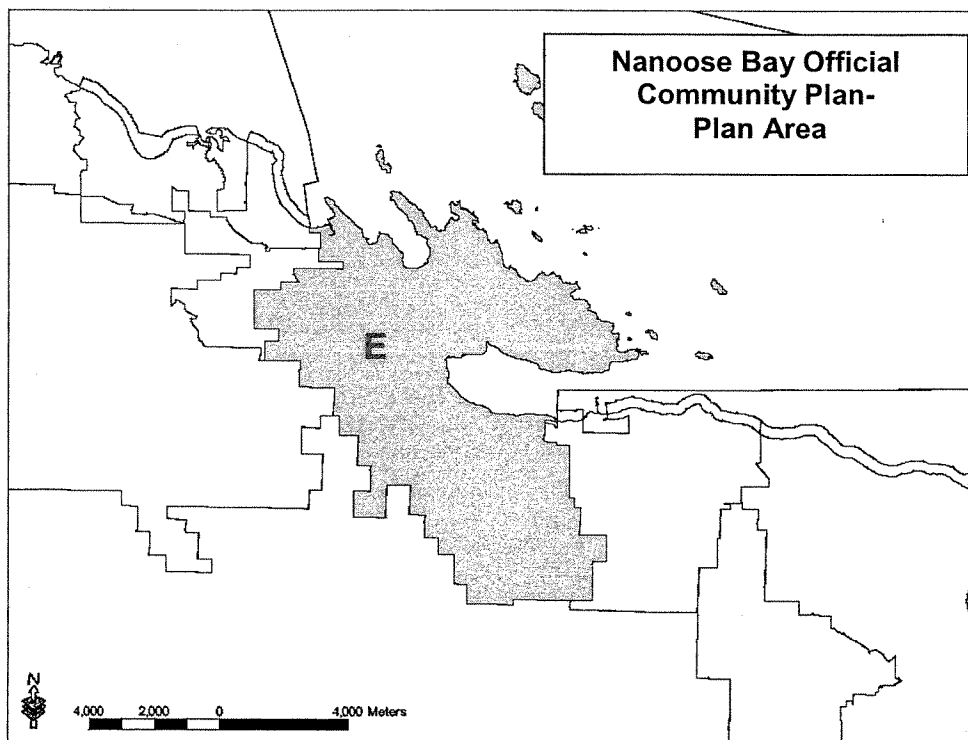 Nanoose Bay Official
Community Plan-
Plan Area
E
N
4,000 2,000 0 4,000 Meters